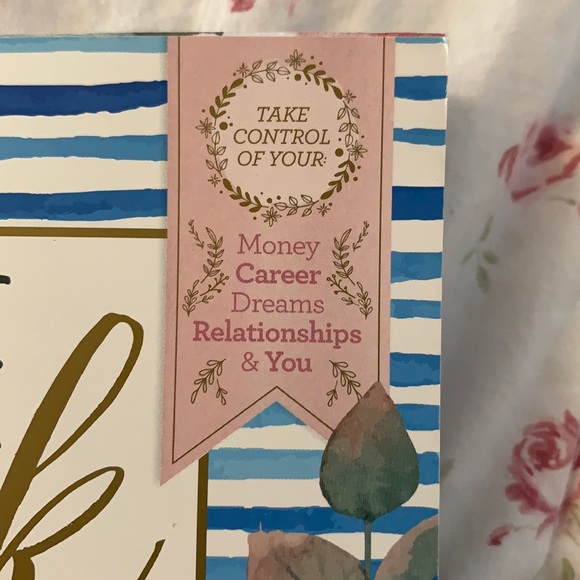 TAKE
CONTROL
OF YOUR:
Money
Career
Dreams
Relationships
& You